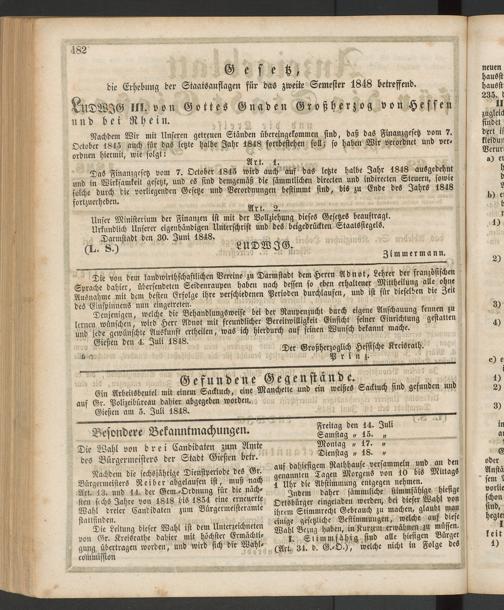 482
Gesetz,
die Erhebung der Staatsauflagen für das zweite Semester 1848 betreffend.
LUDWIG III. von Gottes Gnaden Großherzog von Hessen
und bei Rhein.
Nachdem Wir mit Unseren getreuen Ständen übereingekommen sind, daß das Finanzgesetz vom 7.
October 1845 auch für das letzte halbe Jahr 1848 fortbestehen soll; so haben Wir verordnet und ver-
ordnen hiermit, wie folgt:
Art. 1.
Das Finanzgesetz vom 7. October 1845 wird auch auf das letzte halbe Jahr 1848 ausgedehnt
und in Wirksamkeit gesetzt, und es sind demgemäß die sämmtlichen directen und indirecten Steuern, sowie
solche durch die vorliegenden Gesetze und Verordnungen bestimmt sind, bis zu Ende des Jahres 1848
fortzuerheben.
Art. 2.
Unser Ministerium der Finanzen ist mit der Vollziehung dieses Gesetzes beauftragt.
Urkundlich Unserer eigenhändigen Unterschrift und des beigedrückten Staatssiegels.
Darmstadt den 30. Juni 1848.
(L. S.) LUDWIG.
Zimmermann.
Die von dem landwirthschaftlichen Vereine zu Darmstadt dem Herrn Adnot, Lehrer der französischen
Sprache dahier, übersendeten Seidenraupen haben nach dessen so eben erhaltener Mittheilung alle ohne
Ausnahme mit dem besten Erfolge ihre verschiedenen Perioden durchlaufen, und ist für dieselben die Zeit
des Einspinnens nun eingetreten.
Denjenigen, welche die Behandlungsweise bei der Raupenzucht durch eigene Anschauung kennen zu
lernen wünschen, wird Herr Adnot mit freundlicher Bereitwilligkeit Einsicht seiner Einrichtung gestatten
und jede gewünschte Auskunft ertheilen, was ich hierdurch auf seinen Wunsch bekannt mache.
Gießen den 4. Juli 1848.
Der Großherzoglich Hessische Kreisrath.
Prinz.
Gefundene Gegenstände.
Ein Arbeitsbeutel mit einem Sacktuch, eine Manchette und ein weißes Sacktuch sind gefunden und
auf Gr. Polizeibüreau dahier abgegeben worden.
Gießen am 5. Juli 1848.
Besondere Bekanntmachungen.
Die Wahl von drei Candidaten zum Amte
des Bürgermeisters der Stadt Gießen betr.
Nachdem die sechsjährige Dienstperiode des Gr.
Bürgermeisters Reiber abgelaufen ist, muß nach
Art. 13. und 14. der Gem.-Ordnung für die näch-
sten sechs Jahre von 1848 bis 1854 eine erneuerte
Wahl dreier Candidaten zum Bürgermeisteramte
stattfinden.
Die Leitung dieser Wahl ist dem Unterzeichneten
von Gr. Kreisrathe dahier mit höchster Ermächti-
gung übertragen worden, und wird sich die Wahl-
commission
Freitag den 14. Juli
Samstag „ 15. „
Montag „ 17. „
Dienstag „ 18. „
auf dahiesigem Rathhause versammeln und an den
genannten Tagen Morgens von 10 bis Mittags
1 Uhr die Abstimmung entgegen nehmen.
Indem daher sämmtliche stimmfähige hiesige
Ortsbürger eingeladen werden, bei dieser Wahl von
ihrem Stimmrecht Gebrauch zu machen, glaubt man
einige gesetzliche Bestimmungen, welche auf diese
Wahl Bezug haben, in Kurzem erwähnen zu müssen.
I. Stimmfähig sind alle hiesigen Bürger
(Art. 34. d. G.-O.), welche nicht in Folge des